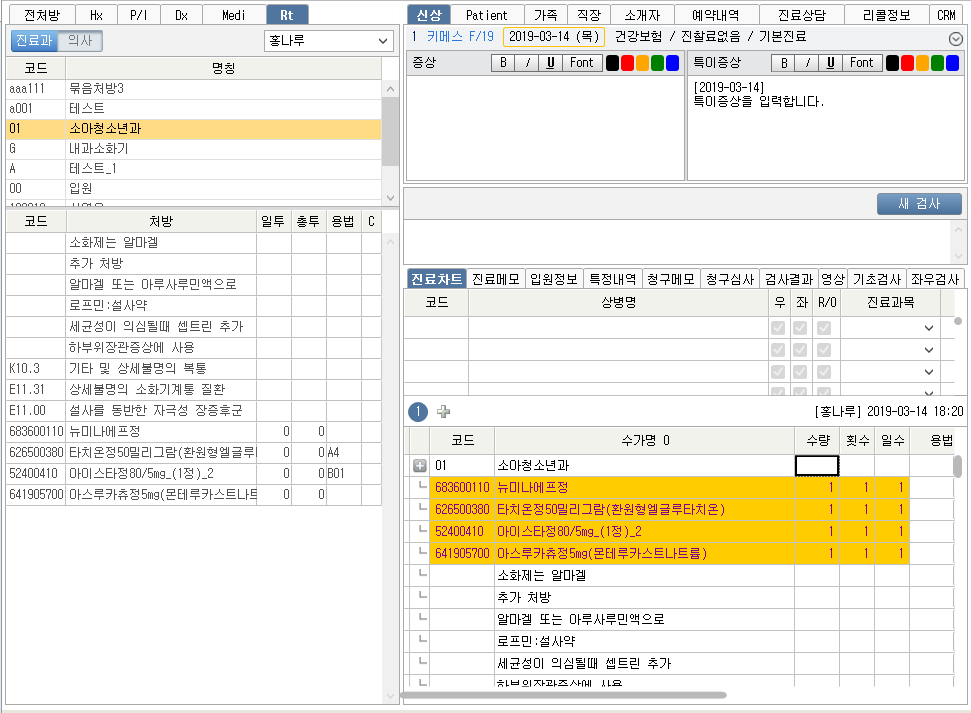 전처방 Hx P/I Dx Medi Rt
진료과 의사 홍나루
코드 명칭
aaa111 묶음처방3
a001 테스트
01 소아청소년과
G 내과소화기
A 테스트_1
00 입원
코드 처방 일투 총투 용법 C
소화제는 알마겔
추가 처방
알마겔 또는 아루사루민액으로
로프민:설사약
세균성이 의심될때 셉트린 추가
하부위장관증상에 사용
K10.3 기타 및 상세불명의 복통
E11.31 상세불명의 소화기계통 질환
E11.00 설사를 동반한 자극성 장증후군
683600110 뉴미나에프정 0 0
626500380 타치온정50밀리그람(환원형엘글루 0 0 A4
52400410 아이스타정80/5mg_(1정)_2 0 0 B01
641905700 아스루카츄정5mg(몬테루카스트나트 0 0
신상 Patient 가족 직장 소개자 예약내역 진료상담 리콜정보 CRM
1 키메스 F/19 2019-03-14 (목) 건강보험 / 진찰료없음 / 기본진료
증상 B / U Font 특미증상 B / U Font
[2019-03-14]
특미증상을 입력합니다.
새 검사
진료차트 진료메모 입원정보 특정내역 청구메모 청구심사 검사결과 영상 기초검사 좌우검사
코드 상병명 우 좌 R/O 진료과목
1 [홍나루] 2019-03-14 18:20
코드 수가명 0 수량 횟수 일수 용법
01 소아청소년과
683600110 뉴미나에프정 1 1 1
626500380 타치온정50밀리그람(환원형엘글루타치온) 1 1 1
52400410 아이스타정80/5mg_(1정)_2 1 1 1
641905700 아스루카츄정5mg(몬테루카스트나트륨) 1 1 1
소화제는 알마겔
추가 처방
알마겔 또는 아루사루민액으로
로프민:설사약
세균성이 의심될때 셉트린 추가
하부위장관증상에 사용